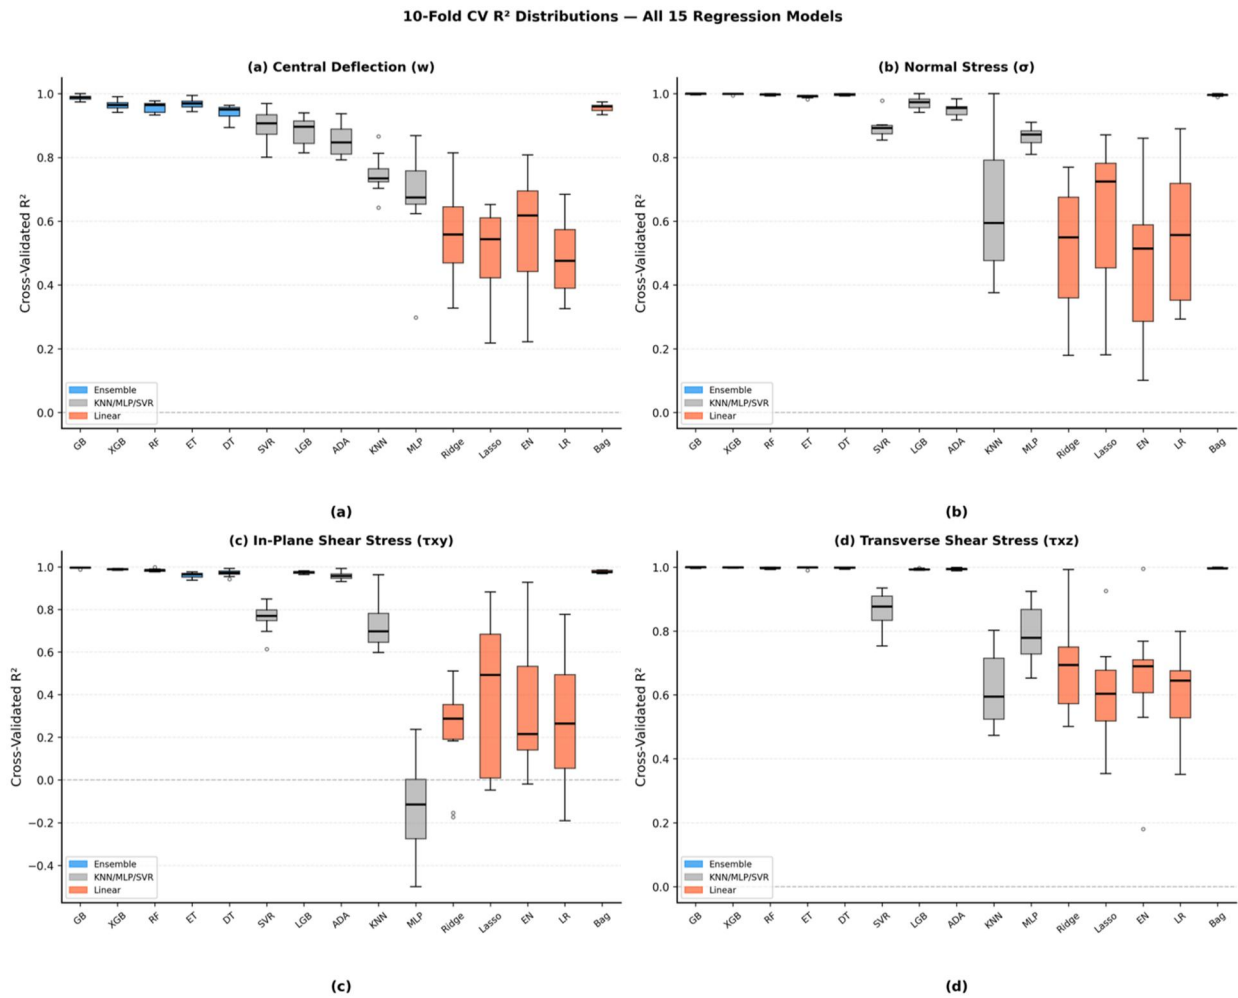 10-Fold CV R² Distributions — All 15 Regression Models
(a) Central Deflection (w)
Cross-Validated R²
1.0
0.8
0.6
0.4
0.2
0.0
Ensemble
KNN/MLP/SVR
Linear
GB XGB RF ET DT SVR LGB ADA KNN MLP Ridge Lasso EN LR Bag
(a)
(b) Normal Stress (σ)
Cross-Validated R²
1.0
0.8
0.6
0.4
0.2
0.0
Ensemble
KNN/MLP/SVR
Linear
GB XGB RF ET DT SVR LGB ADA KNN MLP Ridge Lasso EN LR Bag
(b)
(c) In-Plane Shear Stress (τxy)
Cross-Validated R²
1.0
0.8
0.6
0.4
0.2
0.0
−0.2
−0.4
Ensemble
KNN/MLP/SVR
Linear
GB XGB RF ET DT SVR LGB ADA KNN MLP Ridge Lasso EN LR Bag
(c)
(d) Transverse Shear Stress (τxz)
Cross-Validated R²
1.0
0.8
0.6
0.4
0.2
0.0
Ensemble
KNN/MLP/SVR
Linear
GB XGB RF ET DT SVR LGB ADA KNN MLP Ridge Lasso EN LR Bag
(d)